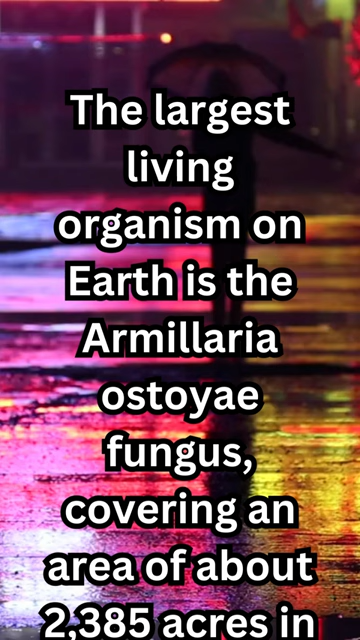 The largest
living
organism on
Earth is the
Armillaria
ostoyae
fungus,
covering an
area of about
2,385 acres in